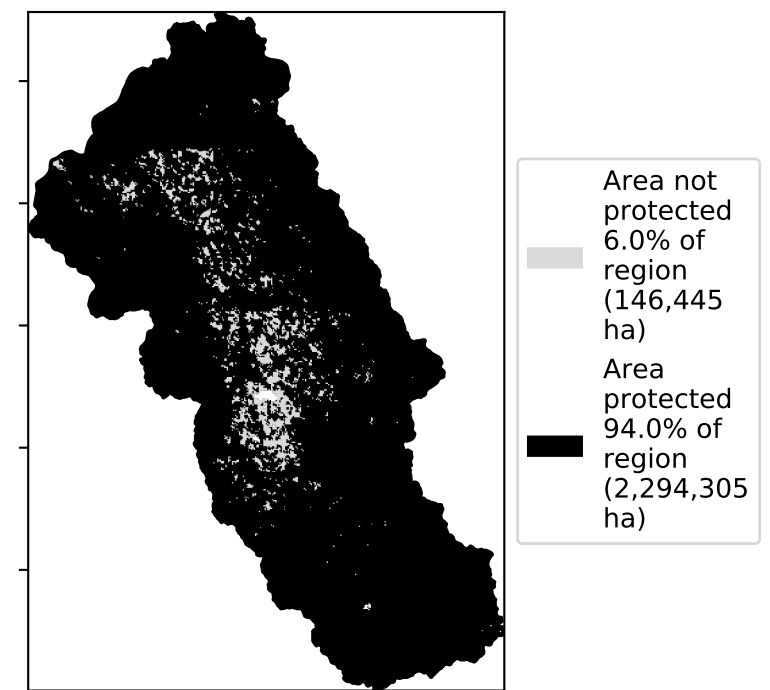 Area not
protected
6.0% of
region
(146,445
ha)
Area
protected
94.0% of
region
(2,294,305
ha)